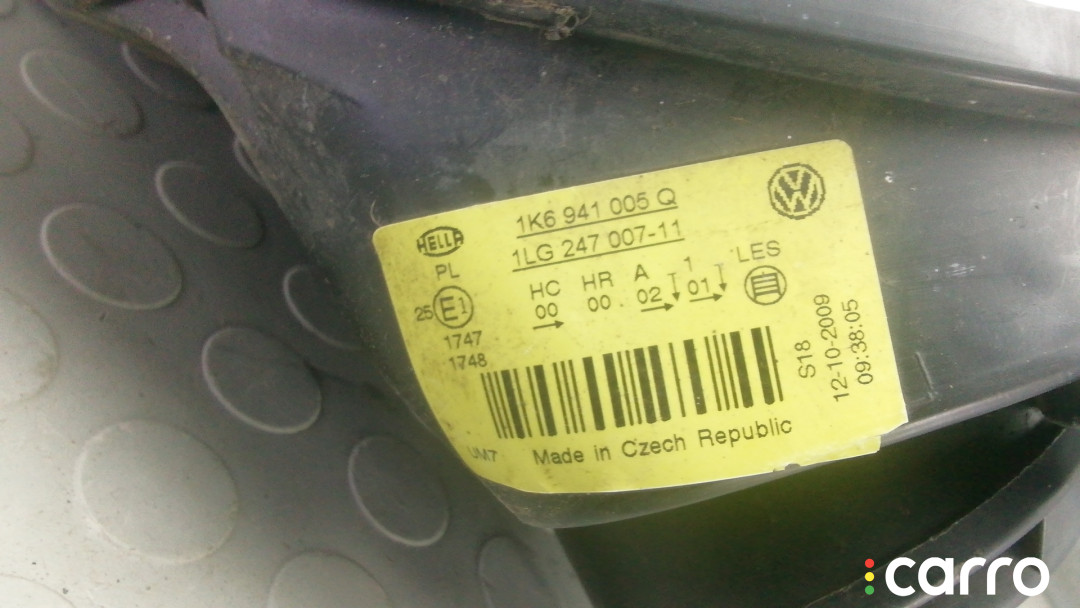 1K6 941 005 Q
1LG 247 007-11
HELLA
PL
25 E1
1747
1748
HC HR A 1 LES
00 00 02 01
S18
12-10-2009
09:38:05
Made in Czech Republic
carro